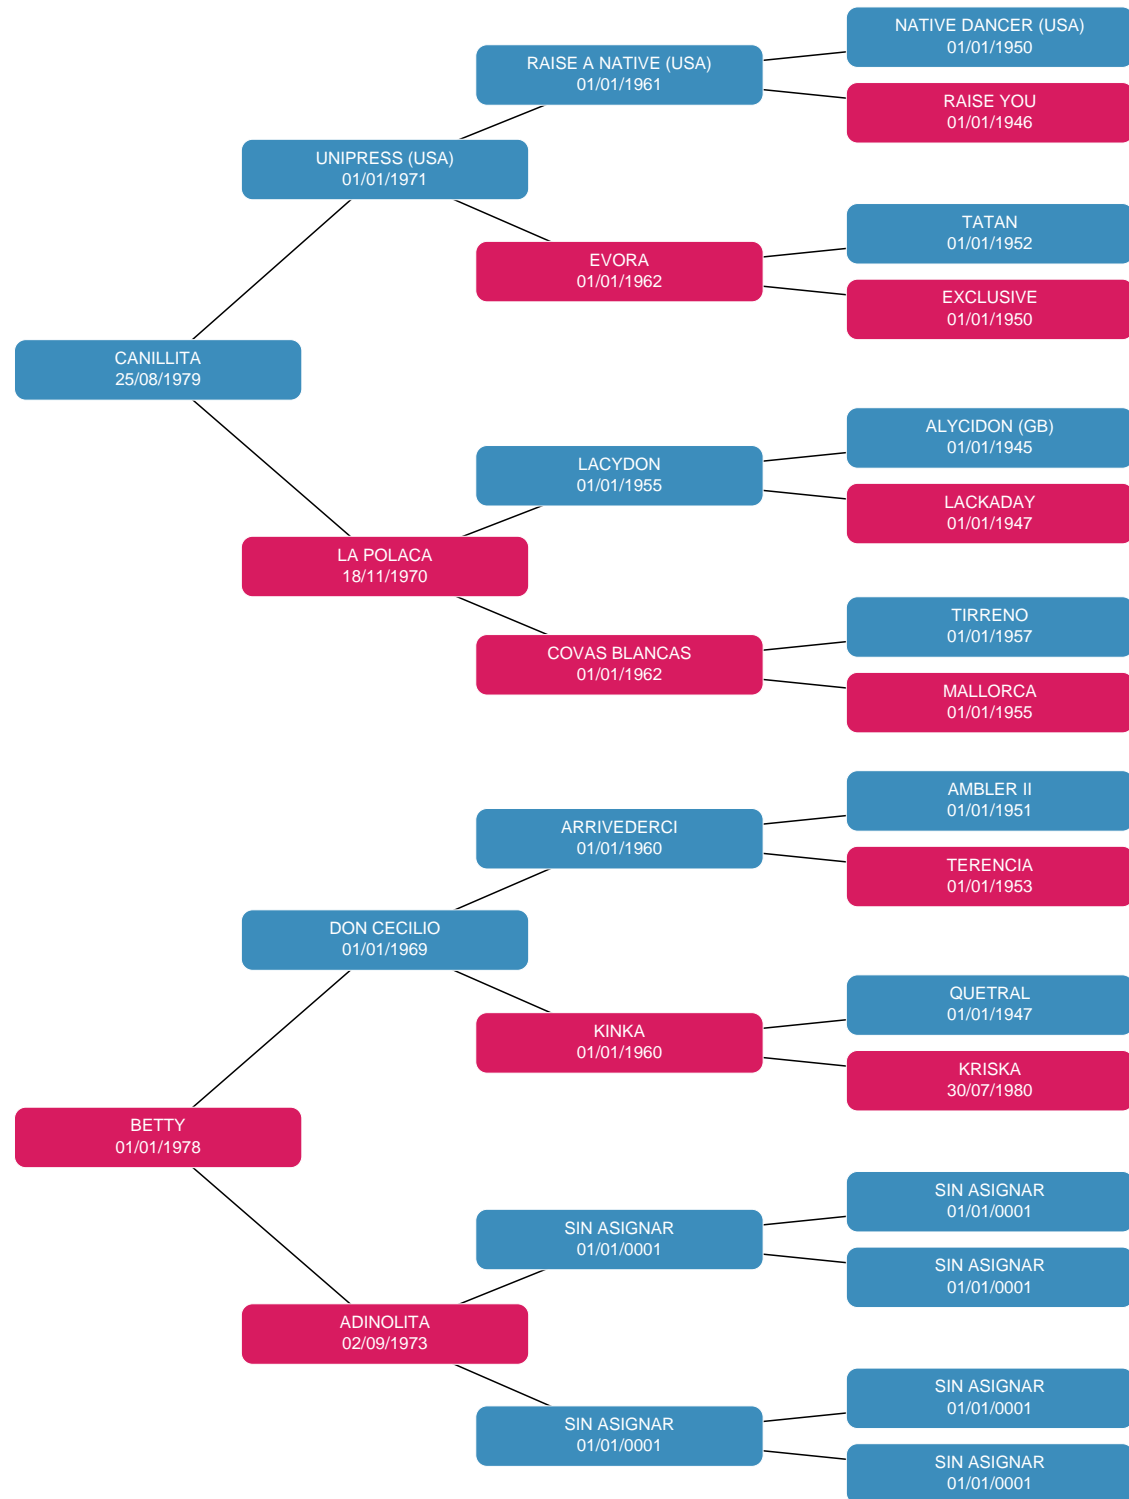 NATIVE DANCER (USA)
01/01/1950
RAISE A NATIVE (USA)
01/01/1961
RAISE YOU
01/01/1946
UNIPRESS (USA)
01/01/1971
TATAN
01/01/1952
EVORA
01/01/1962
EXCLUSIVE
01/01/1950
CANILLITA
25/08/1979
ALYCIDON (GB)
01/01/1945
LACYDON
01/01/1955
LACKADAY
01/01/1947
LA POLACA
18/11/1970
TIRRENO
01/01/1957
COVAS BLANCAS
01/01/1962
MALLORCA
01/01/1955
AMBLER II
01/01/1951
ARRIVEDERCI
01/01/1960
TERENCIA
01/01/1953
DON CECILIO
01/01/1969
QUETRAL
01/01/1947
KINKA
01/01/1960
KRISKA
30/07/1980
BETTY
01/01/1978
SIN ASIGNAR
01/01/0001
SIN ASIGNAR
01/01/0001
SIN ASIGNAR
01/01/0001
ADINOLITA
02/09/1973
SIN ASIGNAR
01/01/0001
SIN ASIGNAR
01/01/0001
SIN ASIGNAR
01/01/0001